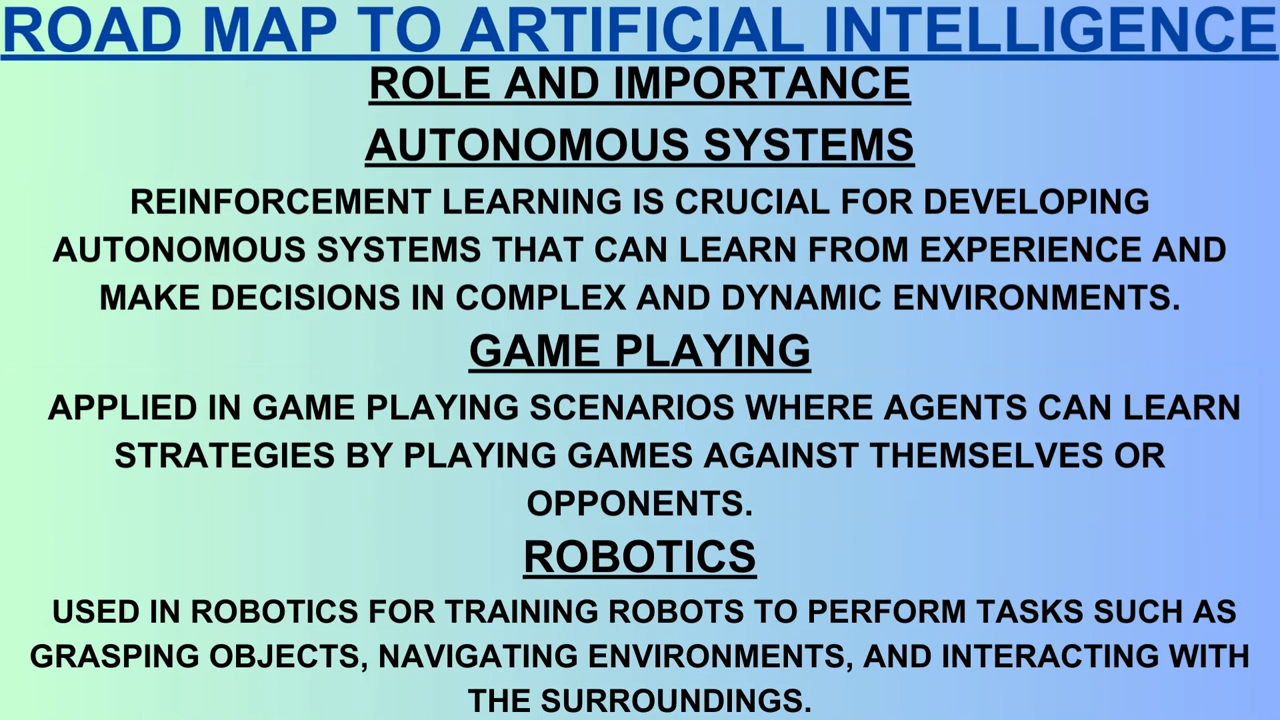 ROAD MAP TO ARTIFICIAL INTELLIGENCE
ROLE AND IMPORTANCE
AUTONOMOUS SYSTEMS
REINFORCEMENT LEARNING IS CRUCIAL FOR DEVELOPING
AUTONOMOUS SYSTEMS THAT CAN LEARN FROM EXPERIENCE AND
MAKE DECISIONS IN COMPLEX AND DYNAMIC ENVIRONMENTS.
GAME PLAYING
APPLIED IN GAME PLAYING SCENARIOS WHERE AGENTS CAN LEARN
STRATEGIES BY PLAYING GAMES AGAINST THEMSELVES OR
OPPONENTS.
ROBOTICS
USED IN ROBOTICS FOR TRAINING ROBOTS TO PERFORM TASKS SUCH AS
GRASPING OBJECTS, NAVIGATING ENVIRONMENTS, AND INTERACTING WITH
THE SURROUNDINGS.